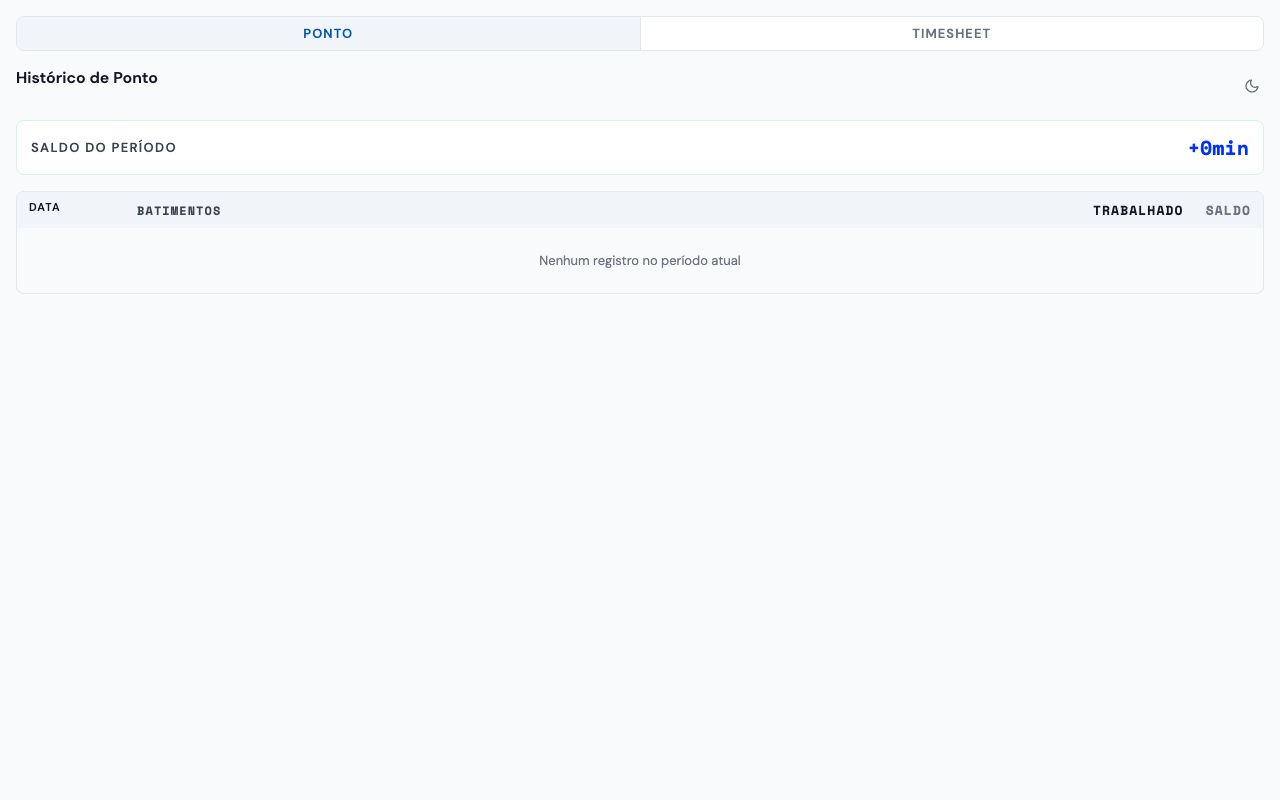 PONTO
TIMESHEET
Histórico de Ponto
SALDO DO PERÍODO
+0min
DATA
BATIMENTOS
TRABALHADO
SALDO
Nenhum registro no período atual